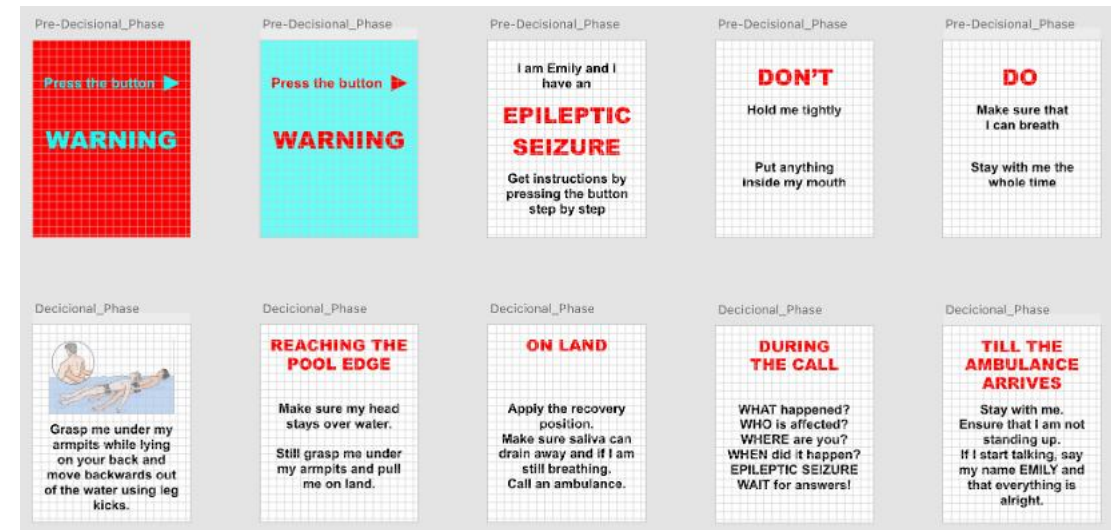 Pre-Decisional_Phase
Press the button
WARNING
Pre-Decisional_Phase
Press the button
WARNING
Pre-Decisional_Phase
I am Emily and I
have an
EPILEPTIC
SEIZURE
Get instructions by
pressing the button
step by step
Pre-Decisional_Phase
DON'T
Hold me tightly
Put anything
inside my mouth
Pre-Decisional_Phase
DO
Make sure that
I can breath
Stay with me the
whole time
Decicional_Phase
Grasp me under my
armpits while lying
on your back and
move backwards out
of the water using leg
kicks.
Decicional_Phase
REACHING THE
POOL EDGE
Make sure my head
stays over water.
Still grasp me under
my armpits and pull
me on land.
Decicional_Phase
ON LAND
Apply the recovery
position.
Make sure saliva can
drain away and if I am
still breathing.
Call an ambulance.
Decicional_Phase
DURING
THE CALL
WHAT happened?
WHO is affected?
WHERE are you?
WHEN did it happen?
EPILEPTIC SEIZURE
WAIT for answers!
Decicional_Phase
TILL THE
AMBULANCE
ARRIVES
Stay with me.
Ensure that I am not
standing up.
If I start talking, say
my name EMILY and
that everything is
alright.